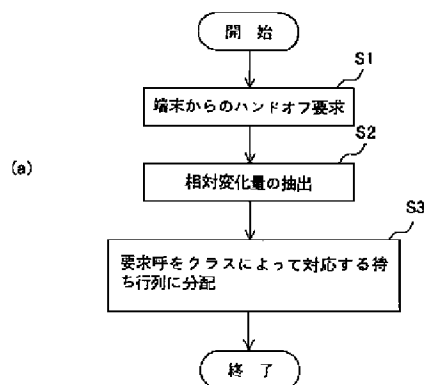 開 始
S1
端末からのハンドオフ要求
S2
(a)
相対変化量の抽出
S3
要求呼をクラスによって対応する待
ち行列に分配
終 了